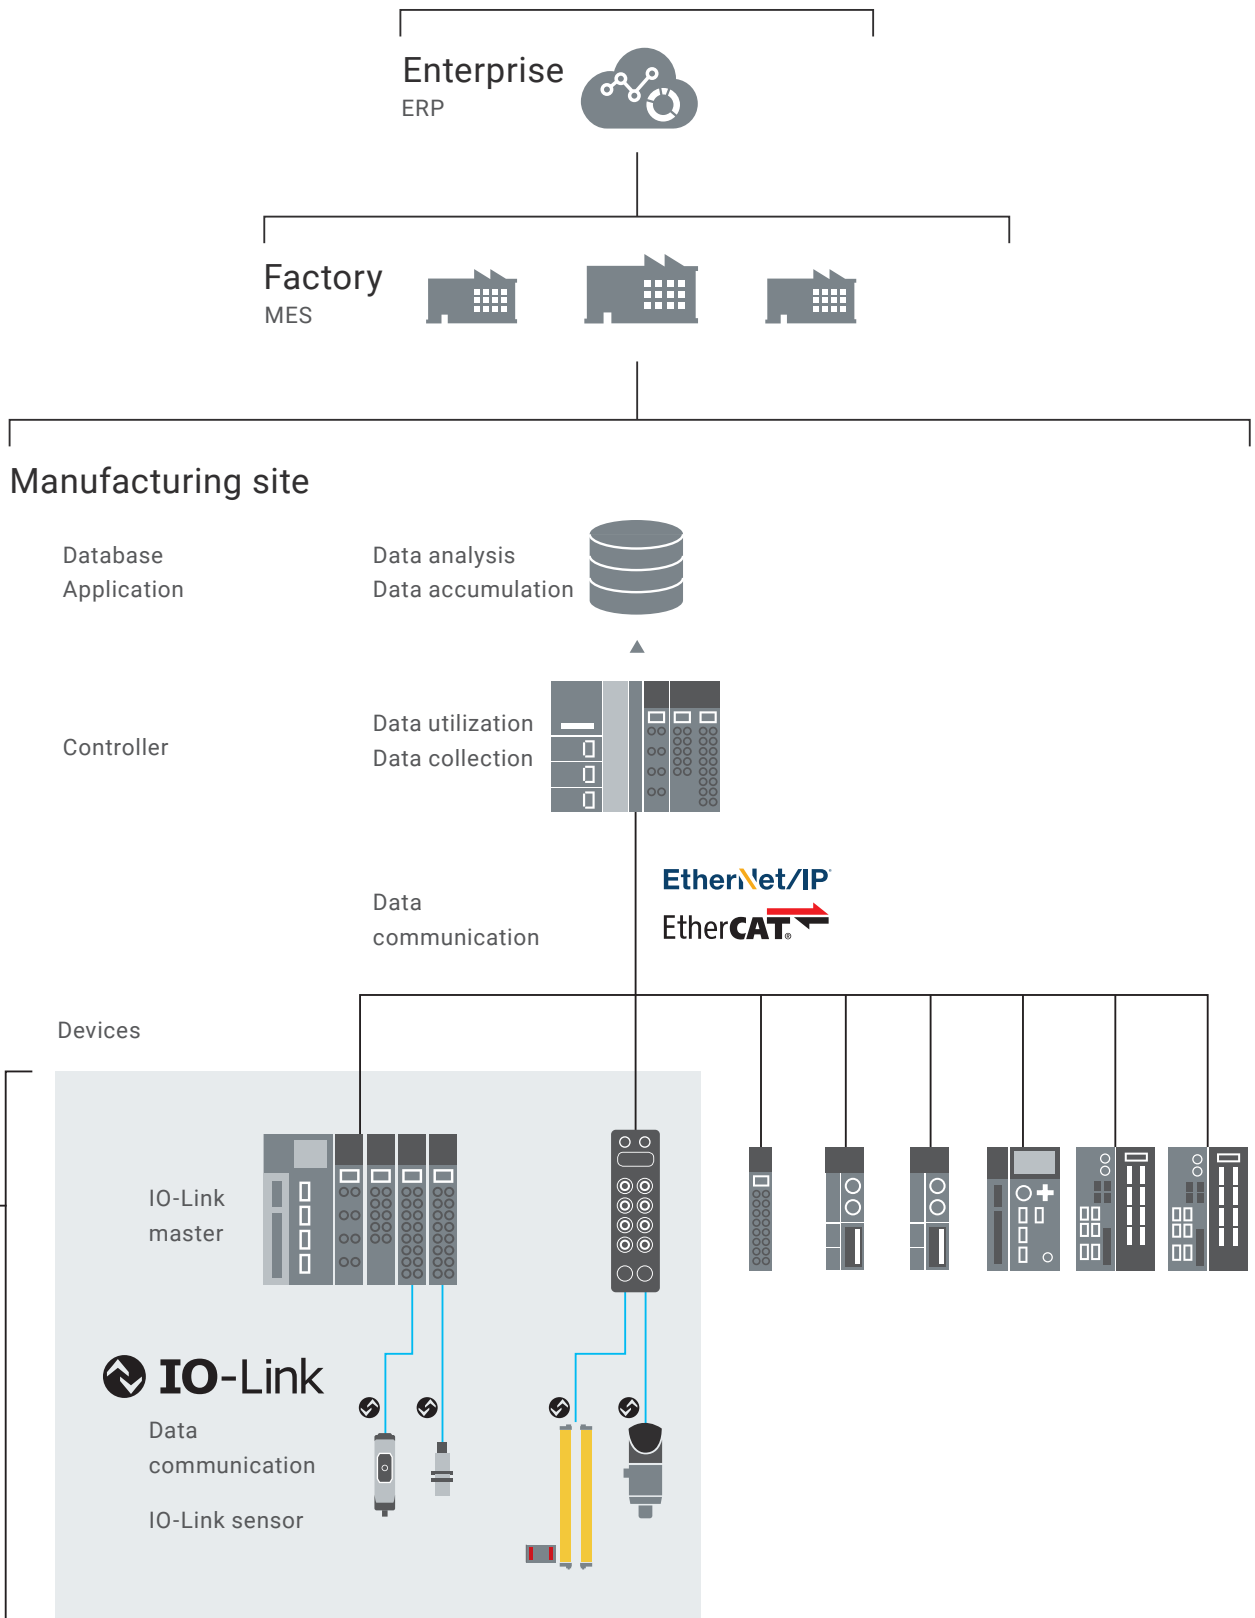 Enterprise
ERP
Factory
MES
Manufacturing site
Database
Application
Data analysis
Data accumulation
Controller
Data utilization
Data collection
Data
communication
EtherNet/IP
EtherCAT®
Devices
IO-Link
master
IO-Link
Data
communication
IO-Link sensor